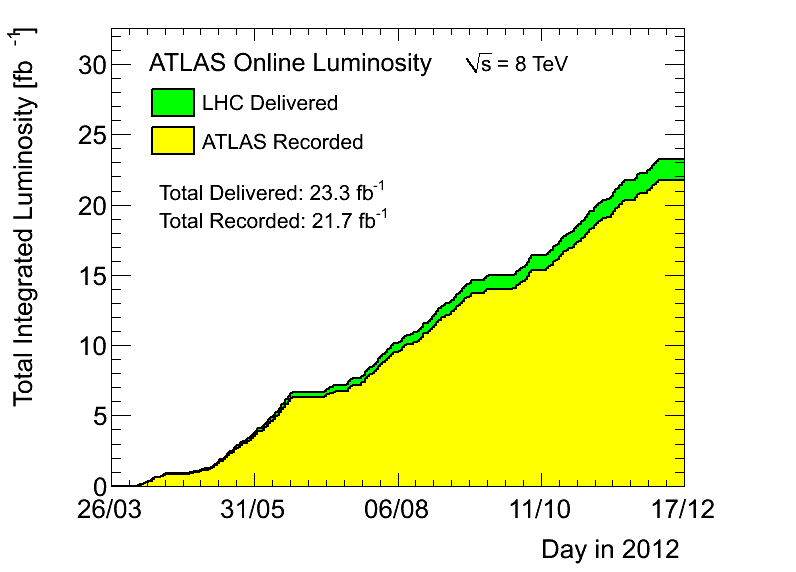 Total Integrated Luminosity [fb⁻¹]
ATLAS Online Luminosity √s = 8 TeV
LHC Delivered
ATLAS Recorded
Total Delivered: 23.3 fb⁻¹
Total Recorded: 21.7 fb⁻¹
30
25
20
15
10
5
0
26/03 31/05 06/08 11/10 17/12
Day in 2012